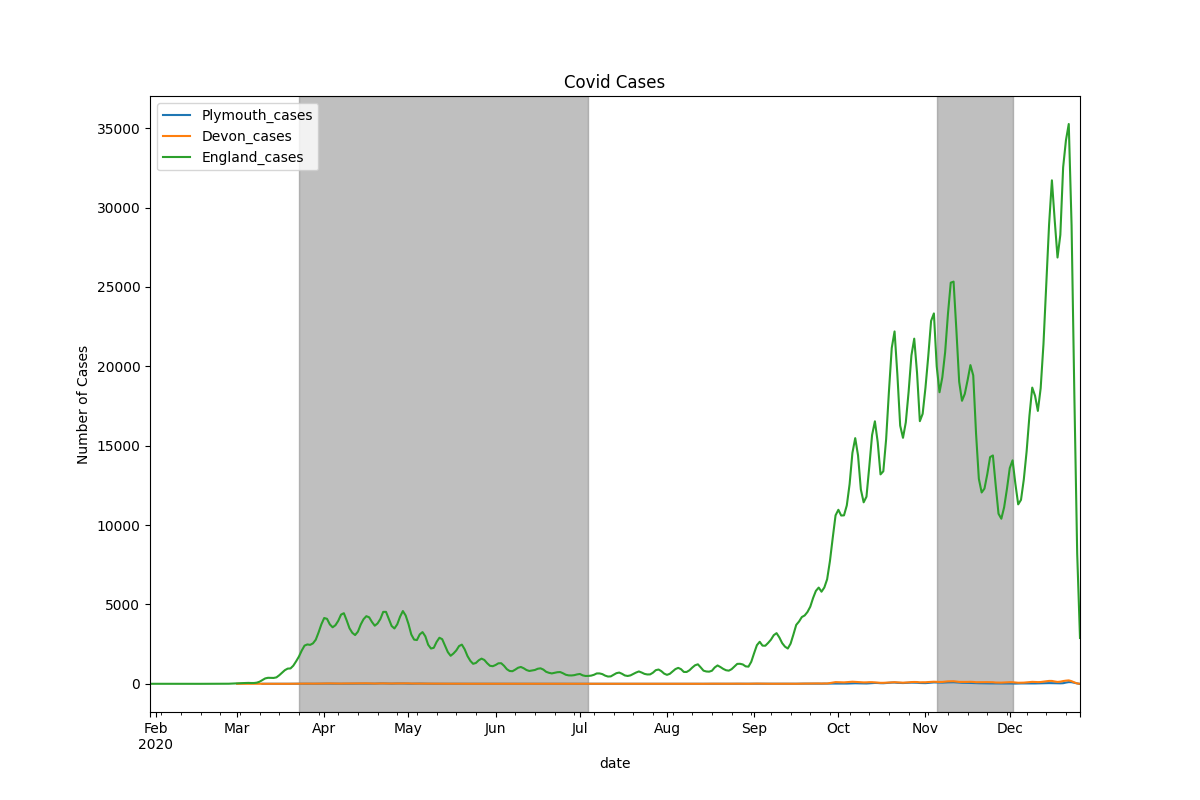 Covid Cases
Plymouth_cases
Devon_cases
England_cases
35000
30000
25000
20000
15000
10000
5000
0
Number of Cases
Feb Mar Apr May Jun Jul Aug Sep Oct Nov Dec
2020
date